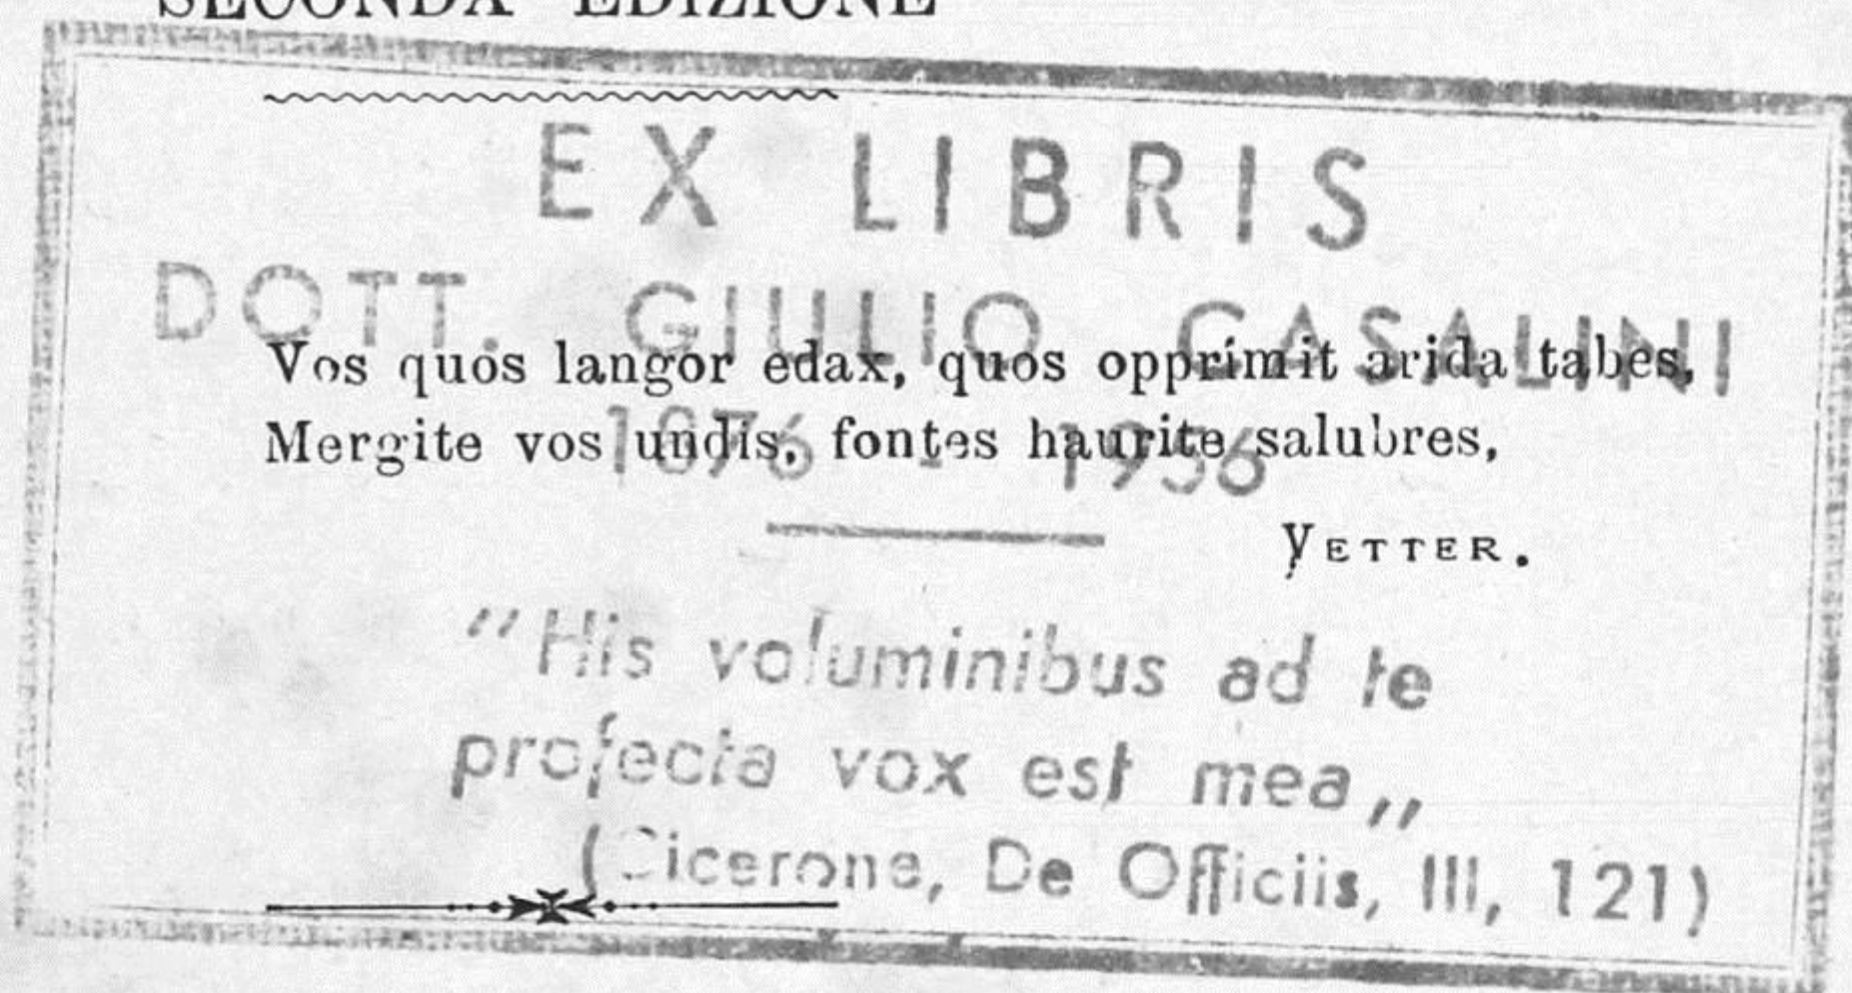 SECONDA EDIZIONE
EX LIBRIS
DOTT. GIULIO CASALINI
Vos quos langor edax, quos opprimit arida tabes,
1876 - 1956
Mergite vos undis, fontes haurite salubres,
VETTER.
"His voluminibus ad te
profecta vox est mea„
(Cicerone, De Officiis, III, 121)